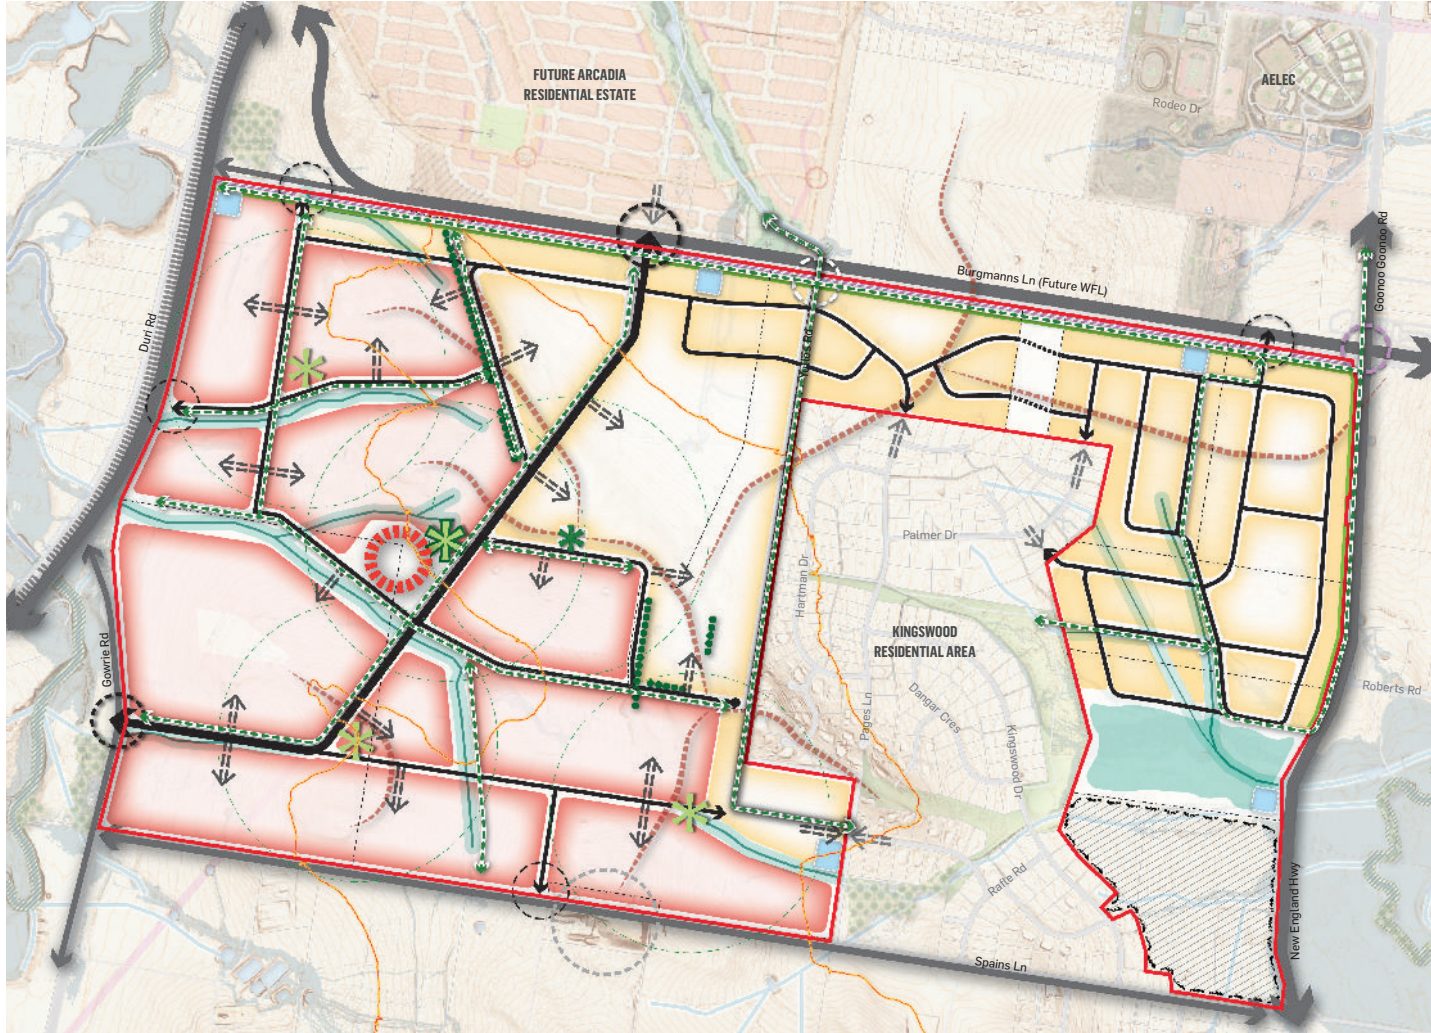 FUTURE ARCADIA
RESIDENTIAL ESTATE
AELEC
Rodeo Dr
Goonoo Goonoo Rd
Burgmanns Ln (Future WFL)
Duri Rd
Palmer Dr
Hartman Dr
KINGSWOOD
RESIDENTIAL AREA
Gowrie Rd
Roberts Rd
Pages Ln
Dangar Cres
Kingswood Dr
Rafle Rd
New England Hwy
Spains Ln